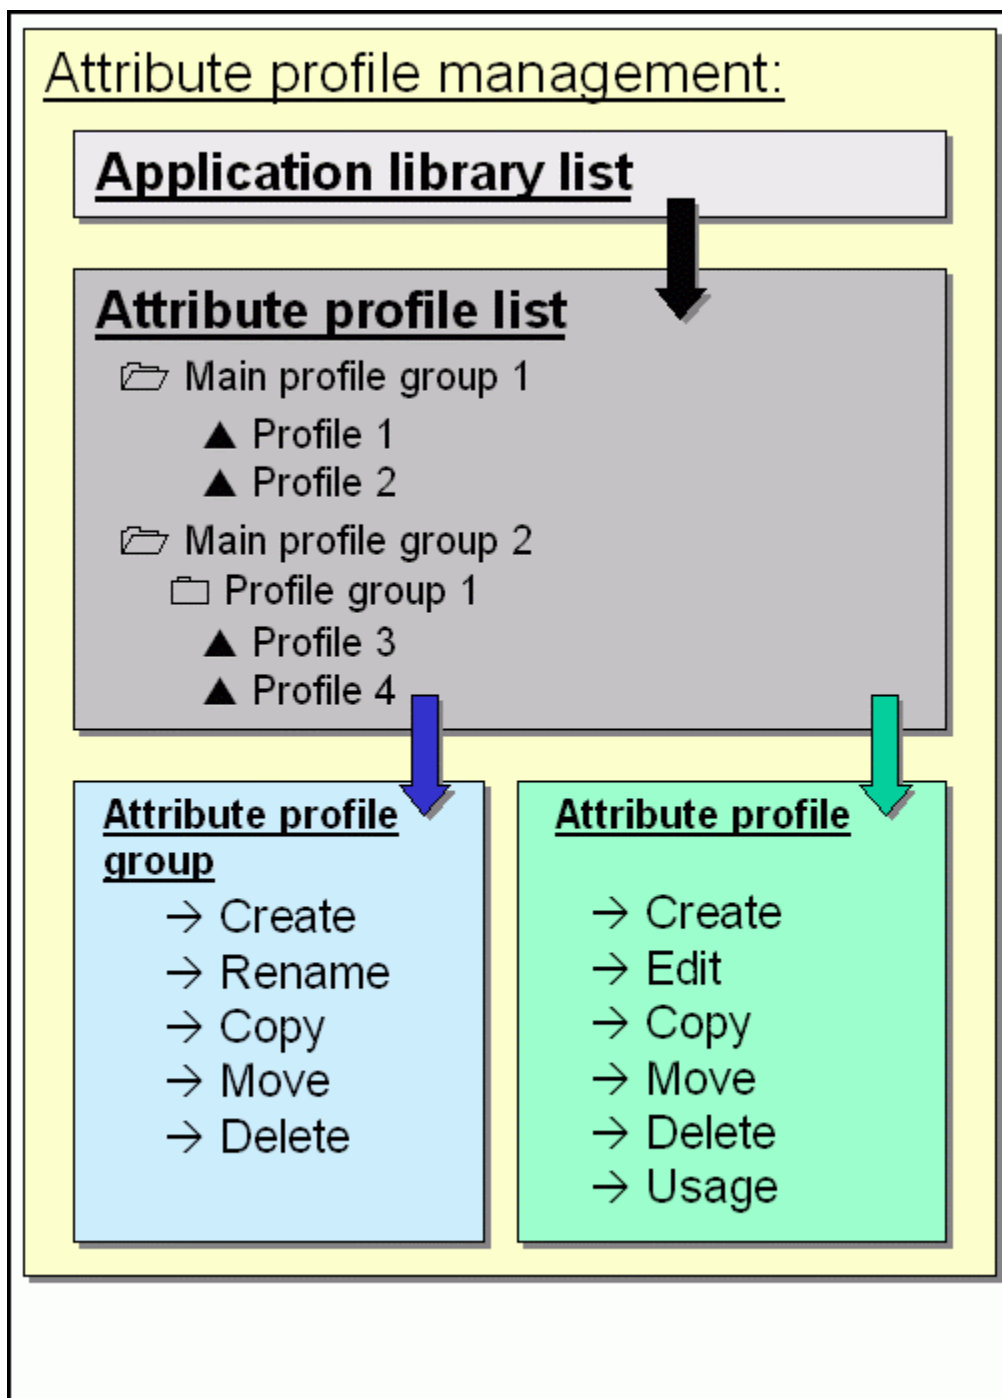 Attribute profile management:
Application library list
Attribute profile list
Main profile group 1
▲ Profile 1
▲ Profile 2
Main profile group 2
Profile group 1
▲ Profile 3
▲ Profile 4
Attribute profile
group
→ Create
→ Rename
→ Copy
→ Move
→ Delete
Attribute profile
→ Create
→ Edit
→ Copy
→ Move
→ Delete
→ Usage